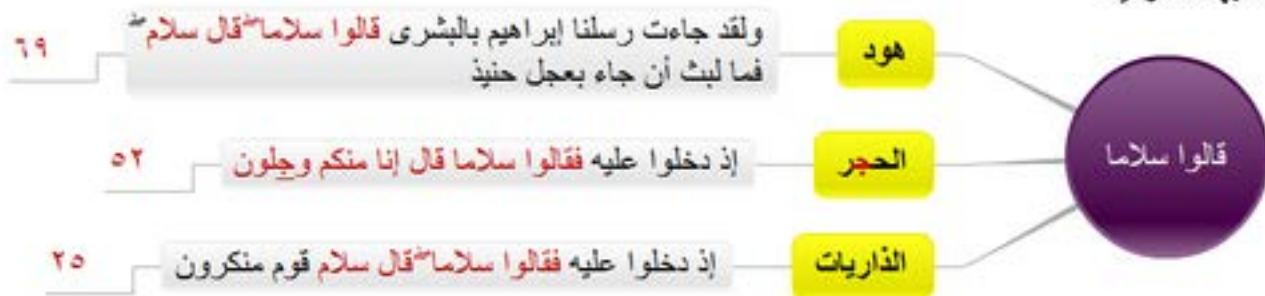 قالوا سلاما
هود
ولقد جاءت رسلنا إبراهيم بالبشرى قالوا سلاما ۖ قال سلام ۖ
فما لبث أن جاء بعجل حنيذ
٦٩
الحجر
إذ دخلوا عليه فقالوا سلاما قال إنا منكم وجلون
٥٢
الذاريات
إذ دخلوا عليه فقالوا سلاما ۖ قال سلام قوم منكرون
٢٥